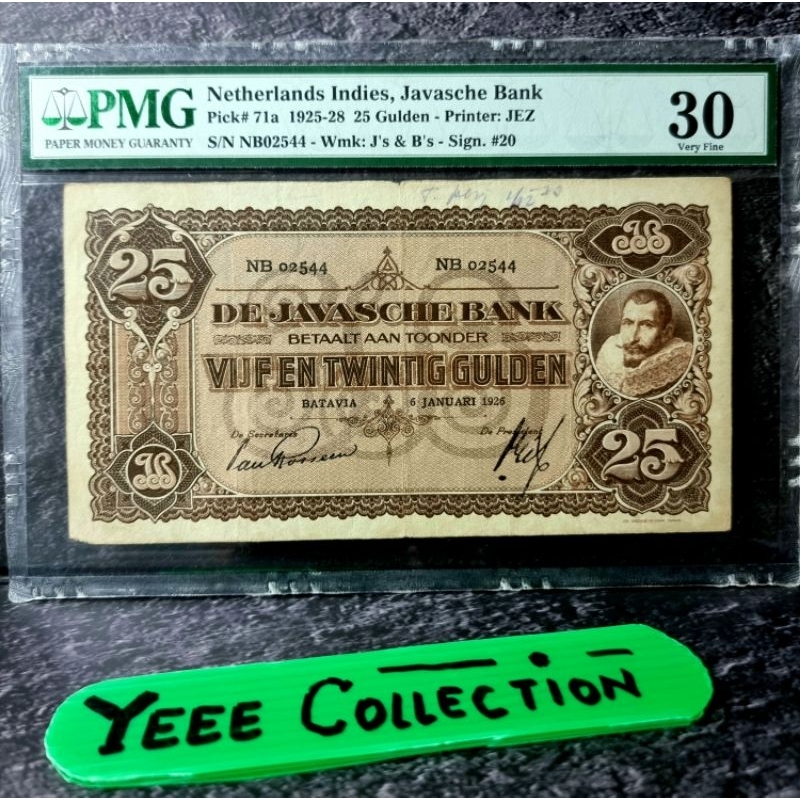 PMG
PAPER MONEY GUARANTY
Netherlands Indies, Javasche Bank
Pick# 71a 1925-28 25 Gulden - Printer: JEZ
S/N NB02544 - Wmk: J's & B's - Sign. #20
30
Very Fine
25
JB
NB 02544 NB 02544
DE JAVASCHE BANK
BETAALT AAN TOONDER
VIJF EN TWINTIG GULDEN
BATAVIA 6 JANUARI 1926
De Secretaris De President
JB
25
YEEE COLLECTION